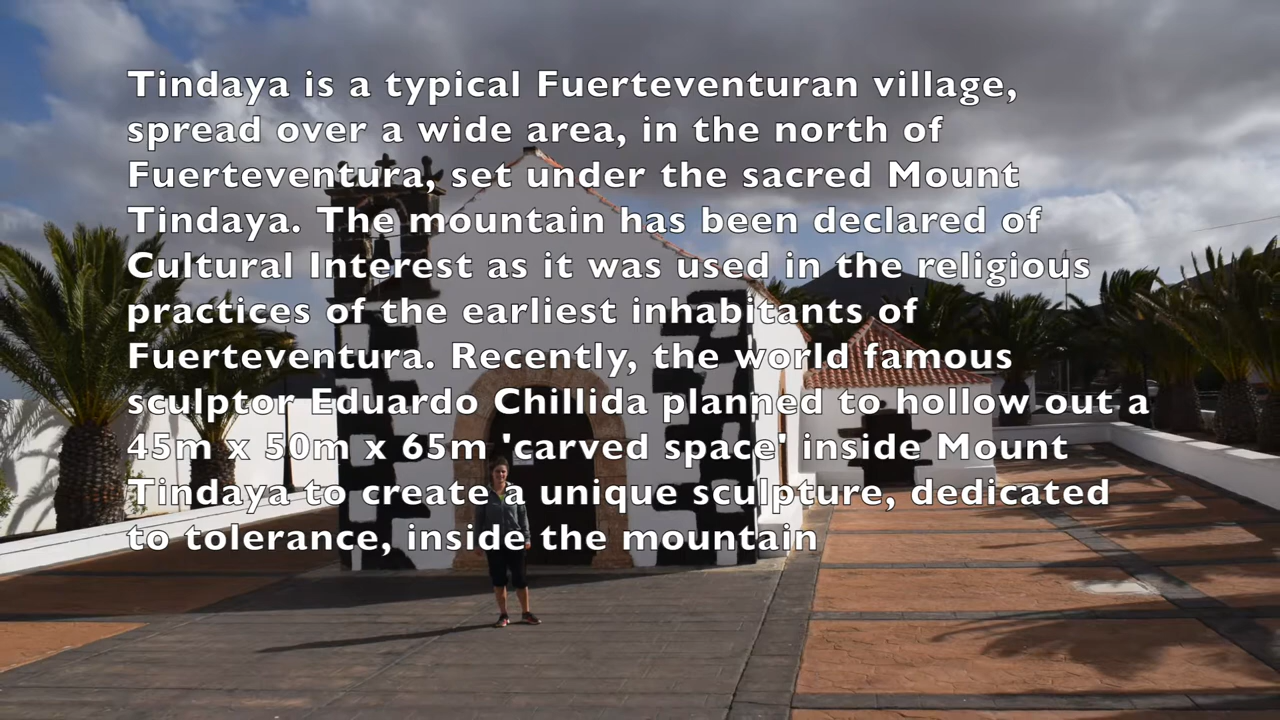 Tindaya is a typical Fuerteventuran village,
spread over a wide area, in the north of
Fuerteventura, set under the sacred Mount
Tindaya. The mountain has been declared of
Cultural Interest as it was used in the religious
practices of the earliest inhabitants of
Fuerteventura. Recently, the world famous
sculptor Eduardo Chillida planned to hollow out a
45m x 50m x 65m 'carved space' inside Mount
Tindaya to create a unique sculpture, dedicated
to tolerance, inside the mountain